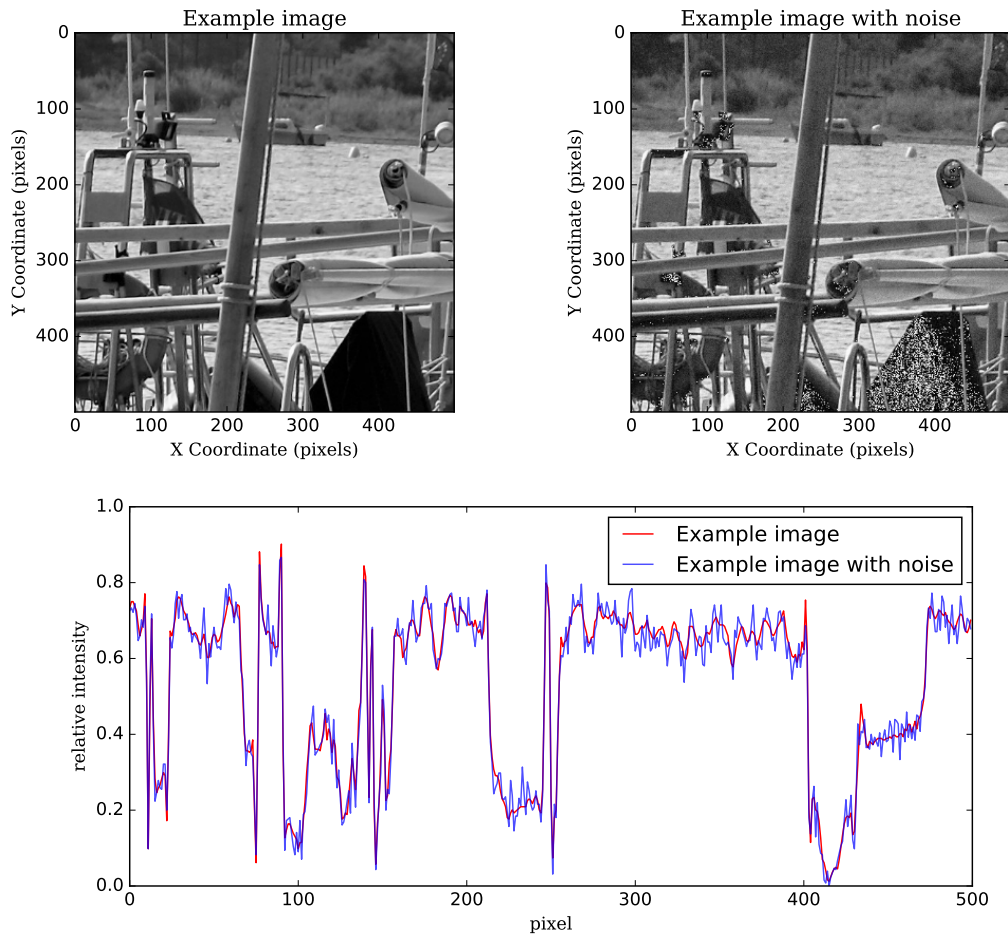 Example image
Example image with noise
0
100
200
300
400
Y Coordinate (pixels)
0 100 200 300 400
X Coordinate (pixels)
0
100
200
300
400
Y Coordinate (pixels)
0 100 200 300 400
X Coordinate (pixels)
1.0
0.8
0.6
0.4
0.2
0.0
relative intensity
Example image
Example image with noise
0 100 200 300 400 500
pixel